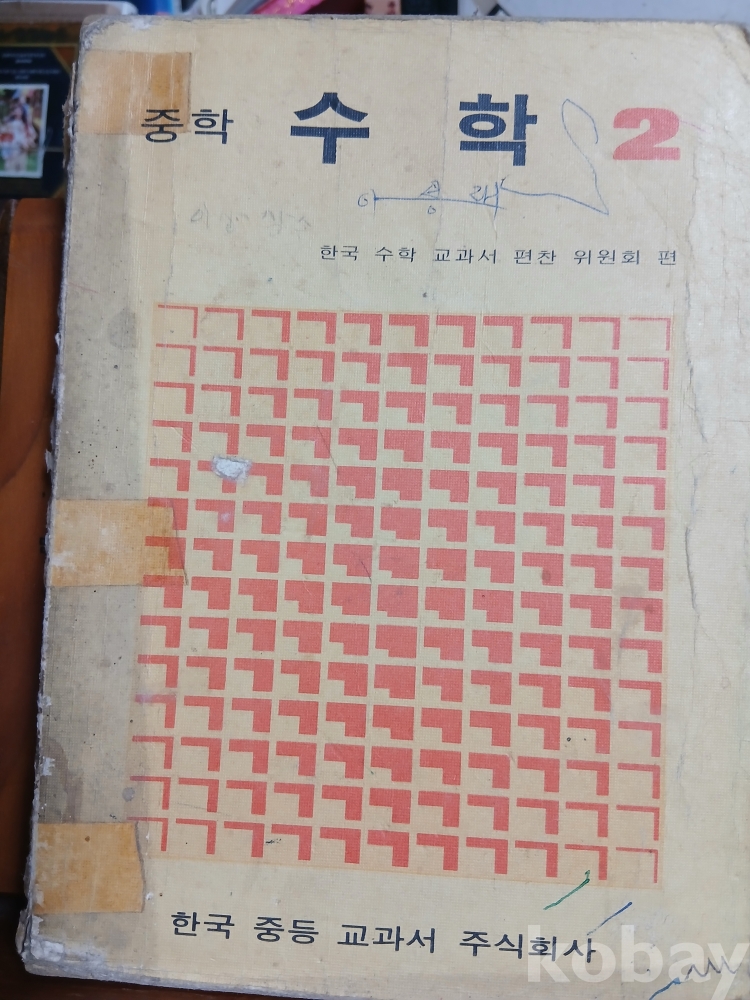 중학 수 학 2
한국 수학 교과서 편찬 위원회 편
한국 중등 교과서 주식회사
kobay